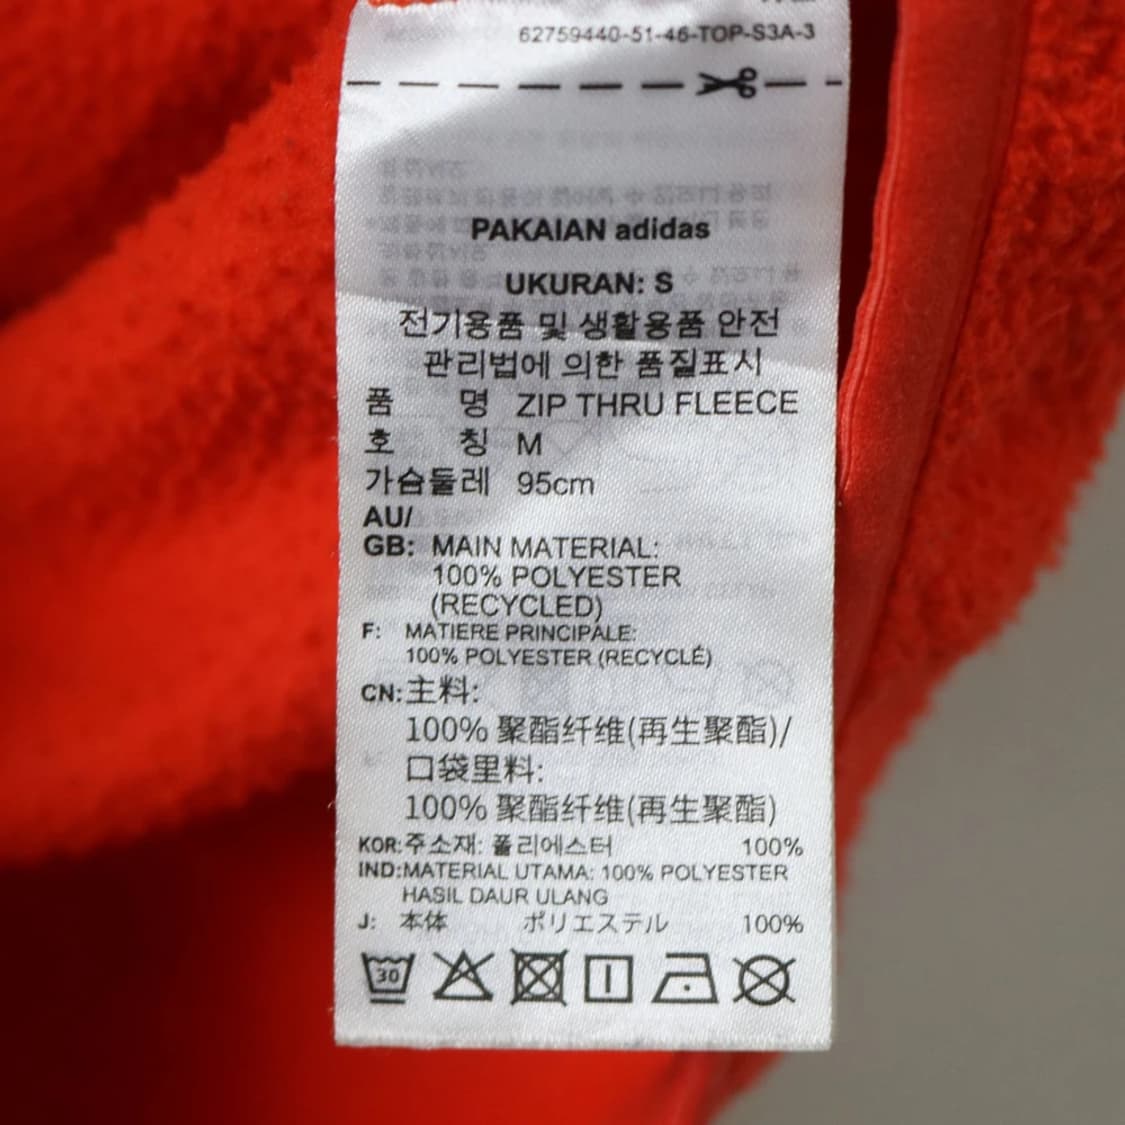 62759440-51-46-TOP-S3A-3
PAKAIAN adidas
UKURAN: S
전기용품 및 생활용품 안전
관리법에 의한 품질표시
품 명 ZIP THRU FLEECE
호 칭 M
가슴둘레 95cm
AU/
GB: MAIN MATERIAL:
100% POLYESTER
(RECYCLED)
F: MATIERE PRINCIPALE:
100% POLYESTER (RECYCLÉ)
CN:主料:
100% 聚酯纤维(再生聚酯)/
口袋里料:
100% 聚酯纤维(再生聚酯)
KOR:주소재: 폴리에스터 100%
IND:MATERIAL UTAMA: 100% POLYESTER
HASIL DAUR ULANG
J: 本体 ポリエステル 100%
30